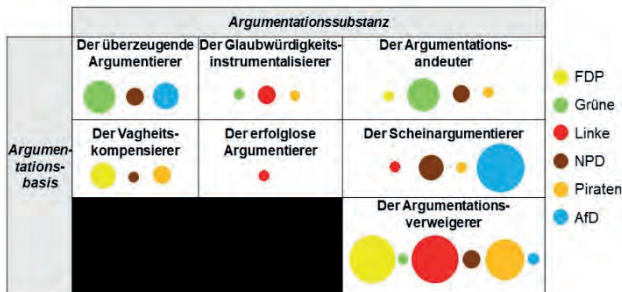 Argumentationssubstanz
Der überzeugende
Argumentierer
Der Glaubwürdigkeits-
instrumentalisierer
Der Argumentations-
andeuter
Argumen-
tations-
basis
Der Vagheits-
kompensierer
Der erfolglose
Argumentierer
Der Scheinargumentierer
Der Argumentations-
verweigerer
FDP
Grüne
Linke
NPD
Piraten
AfD